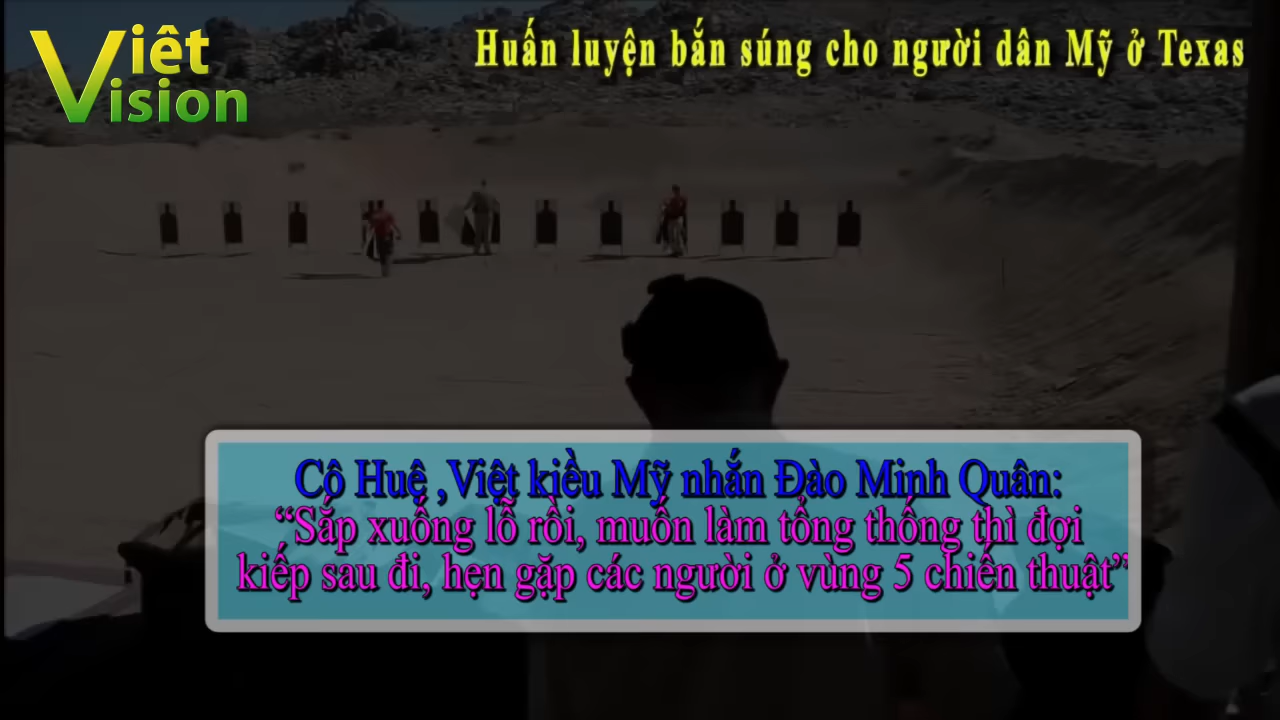 Việt
Vision
Huấn luyện bắn súng cho người dân Mỹ ở Texas
Cô Huệ ,Việt kiều Mỹ nhắn Đào Minh Quân:
“Sắp xuống lỗ rồi, muốn làm tổng thống thì đợi
kiếp sau đi, hẹn gặp các người ở vùng 5 chiến thuật”